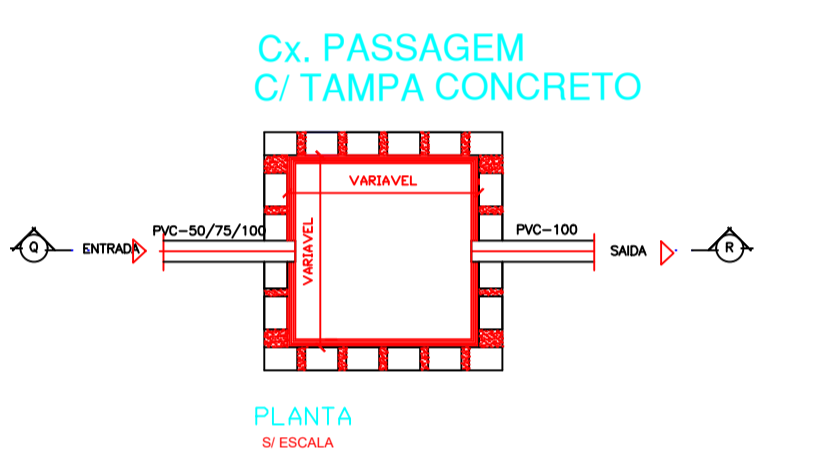 Cx. PASSAGEM
C/ TAMPA CONCRETO
VARIAVEL
VARIAVEL
PVC-50/75/100
PVC-100
Q
ENTRADA
SAIDA
R
PLANTA
S/ ESCALA